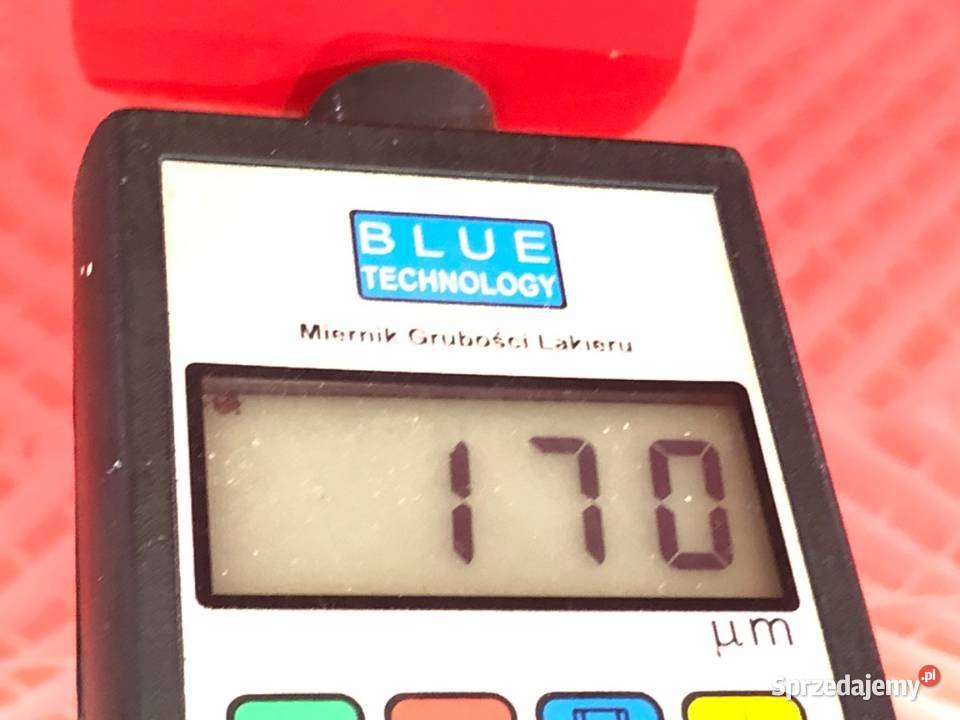 BLUE
TECHNOLOGY
Miernik Grubości Lakieru
170
µm
Sprzedajemy.pl